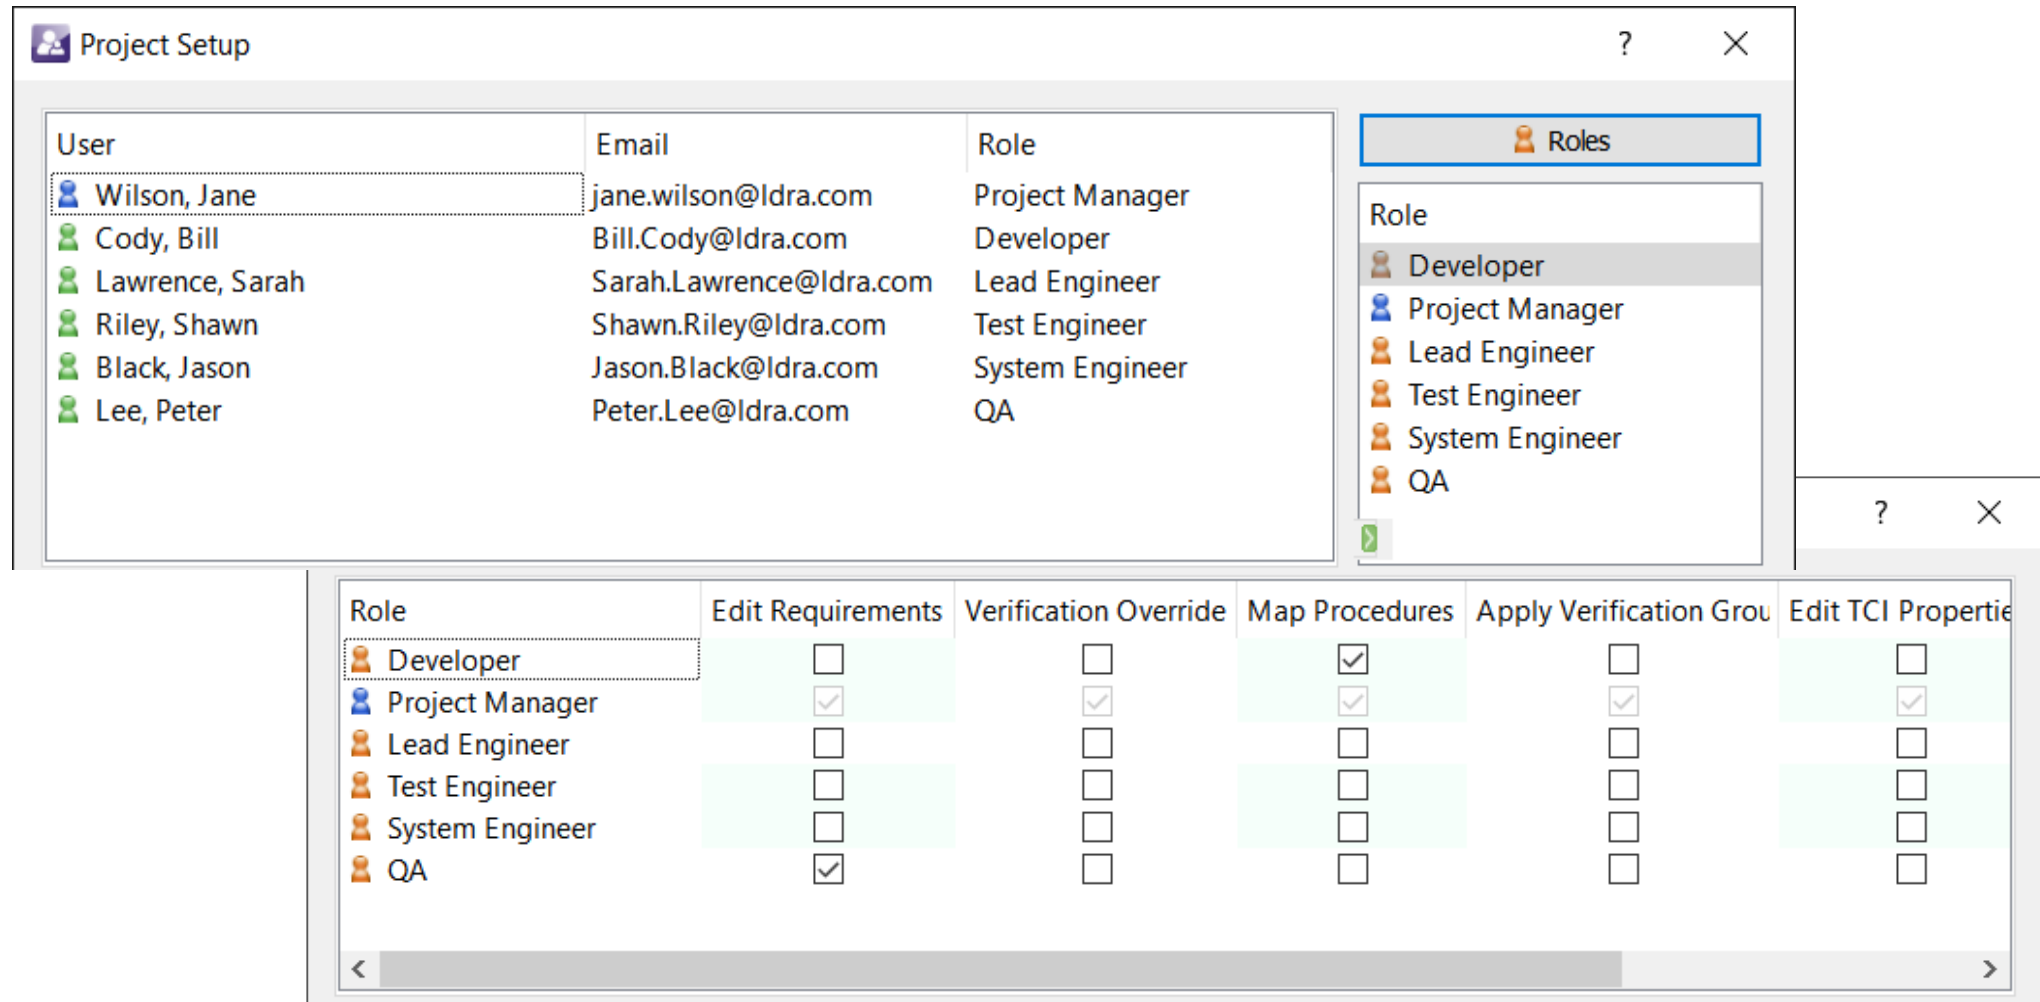 Project Setup ?
User Email Role
Wilson, Jane jane.wilson@ldra.com Project Manager
Cody, Bill Bill.Cody@ldra.com Developer
Lawrence, Sarah Sarah.Lawrence@ldra.com Lead Engineer
Riley, Shawn Shawn.Riley@ldra.com Test Engineer
Black, Jason Jason.Black@ldra.com System Engineer
Lee, Peter Peter.Lee@ldra.com QA
Roles
Role
Developer
Project Manager
Lead Engineer
Test Engineer
System Engineer
QA
?
Role Edit Requirements Verification Override Map Procedures Apply Verification Grou Edit TCI Propertie
Developer
Project Manager
Lead Engineer
Test Engineer
System Engineer
QA